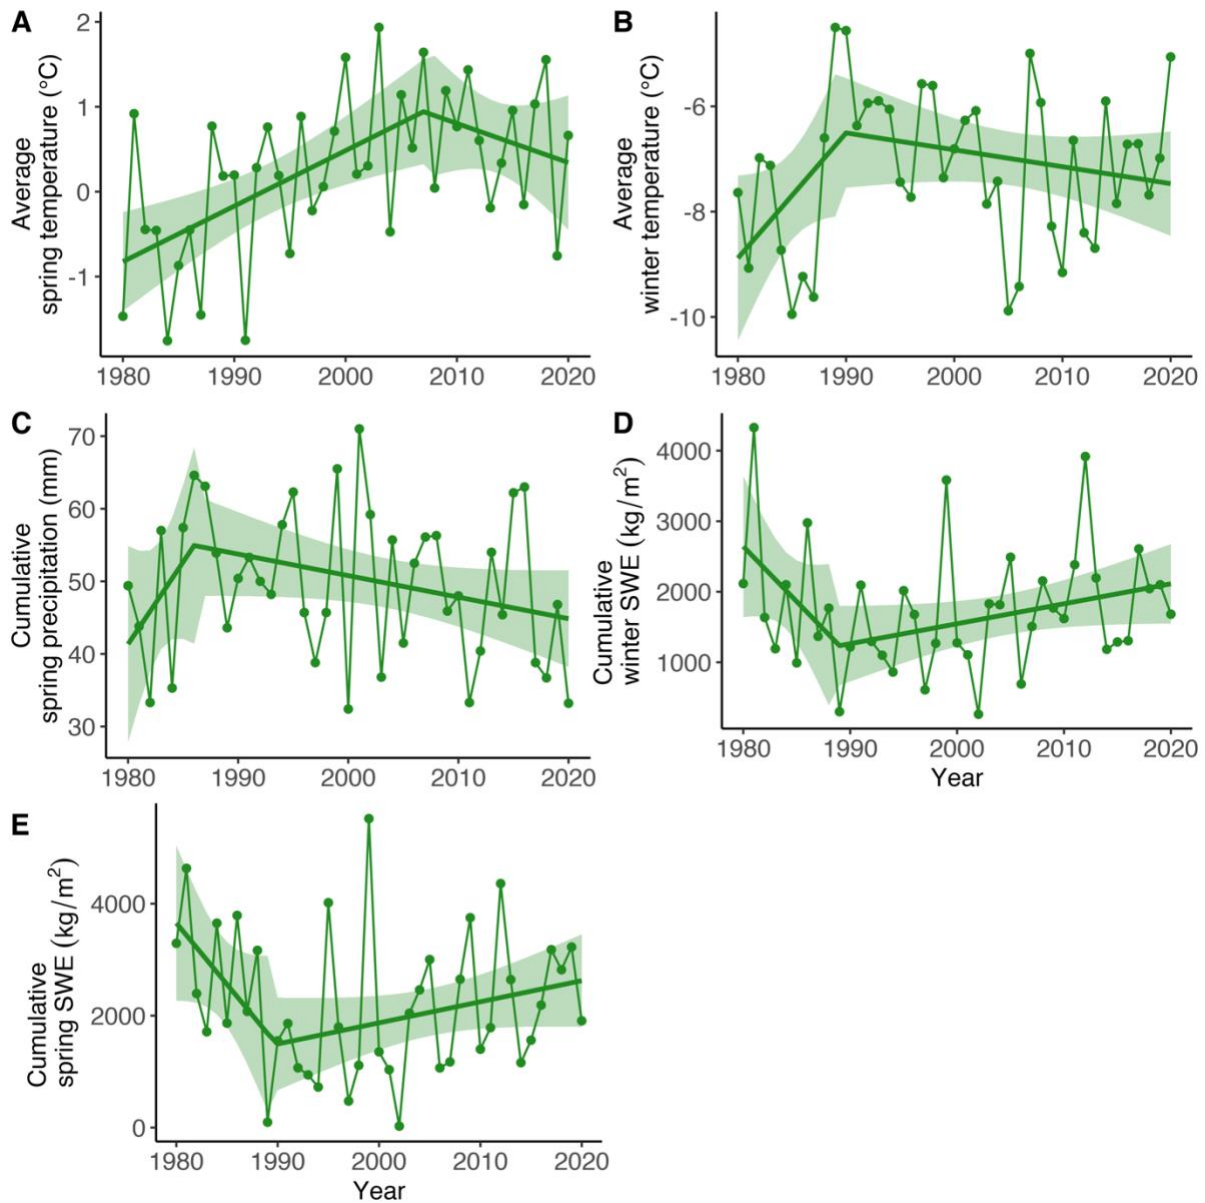 A
Average
spring temperature (°C)
2
1
0
-1
1980 1990 2000 2010 2020
B
Average
winter temperature (°C)
-6
-8
-10
1980 1990 2000 2010 2020
C
Cumulative
spring precipitation (mm)
70
60
50
40
30
1980 1990 2000 2010 2020
D
Cumulative
winter SWE (kg/m²)
4000
3000
2000
1000
1980 1990 2000 2010 2020
Year
E
Cumulative
spring SWE (kg/m²)
4000
2000
0
1980 1990 2000 2010 2020
Year